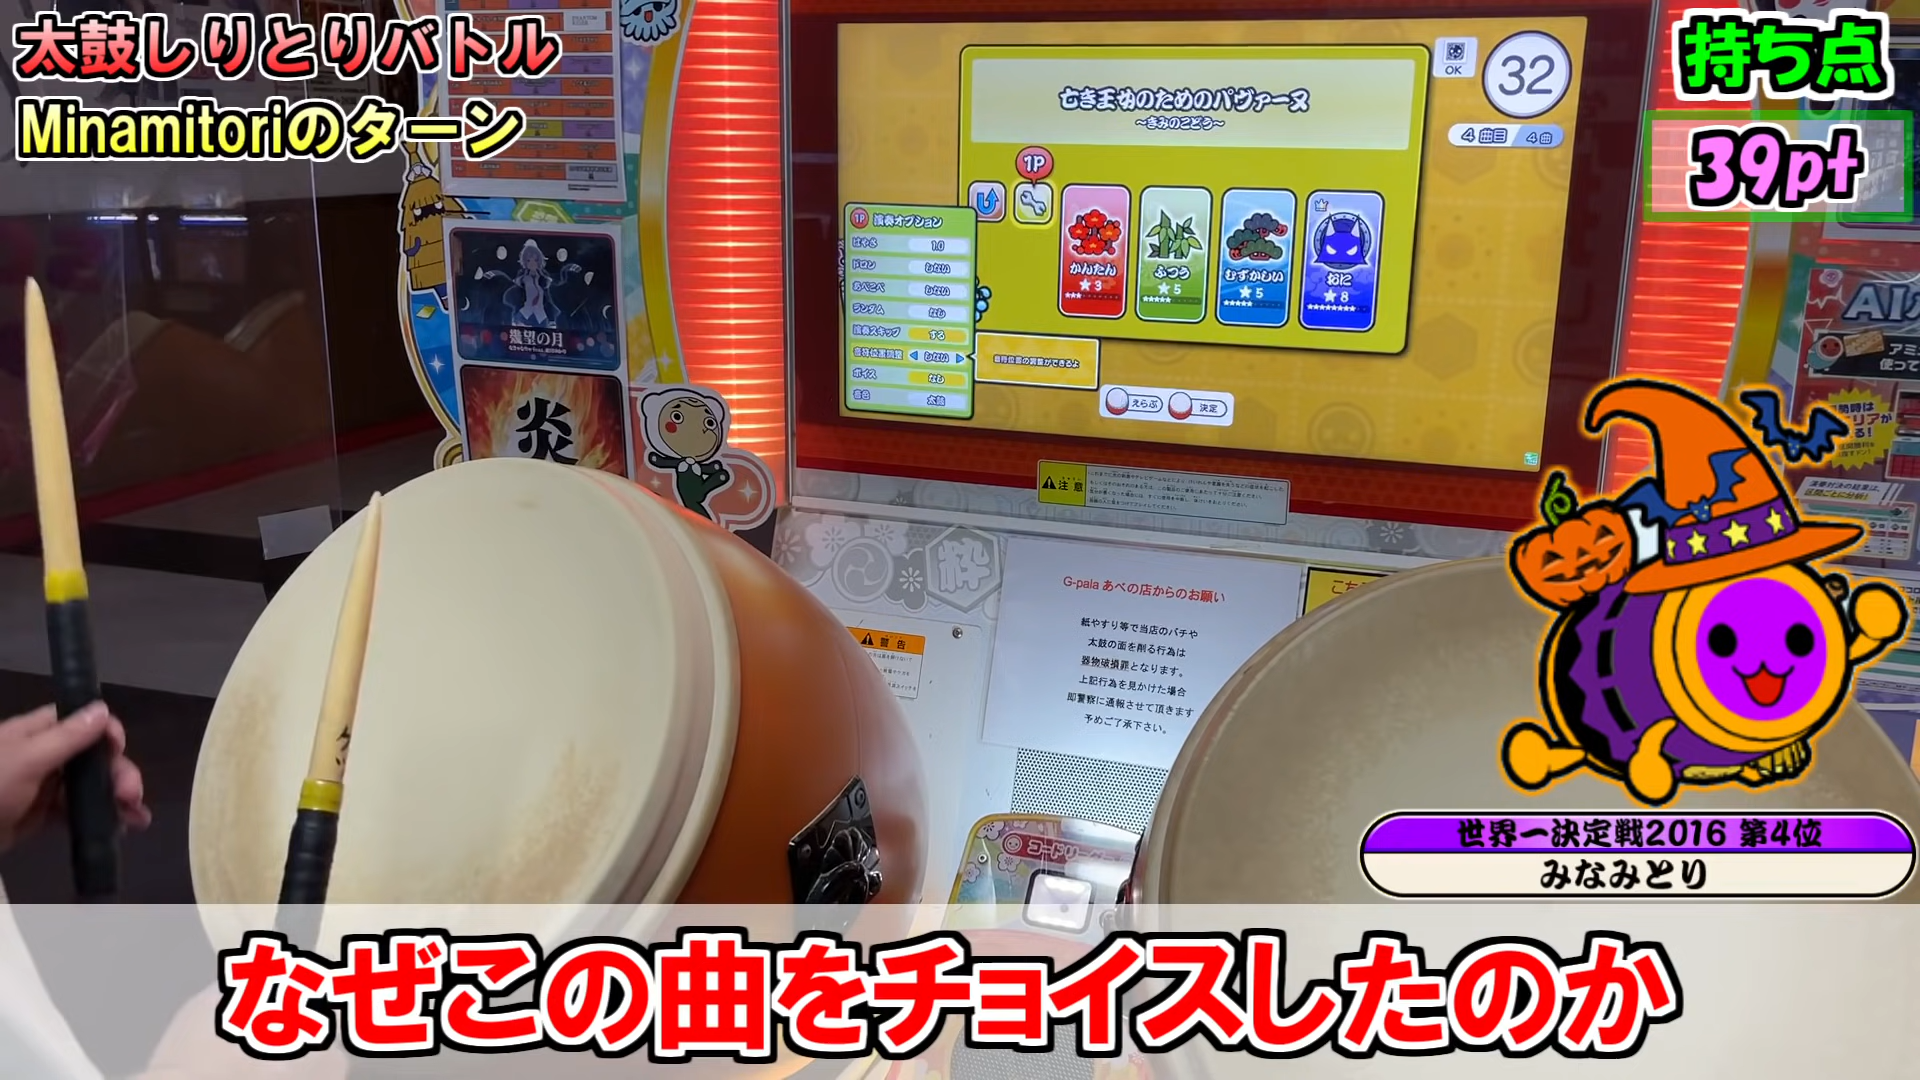 太鼓しりとりバトル
Minamitoriのターン
持ち点
39pt
亡き王女のためのパヴァーヌ
～きみのこどう～
OK
32
4曲目
4曲
1P
1P 演奏オプション
はやさ 1.0
ドロン しない
あべこべ しない
ランダム なし
演奏スキップ する
音符位置調整 しない
ボイス なし
音色 太鼓
音符位置の調整ができるよ
かんたん
★3
ふつう
★5
むずかしい
★5
おに
★8
えらぶ
決定
幾望の月
炎
注意
粋
警告
G-pala あべの店からのお願い
紙やすり等で当店のバチや
太鼓の面を削る行為は
器物破損罪となります。
上記行為を見かけた場合
即警察に通報させて頂きます
予めご了承下さい。
世界一決定戦2016 第4位
みなみとり
なぜこの曲をチョイスしたのか